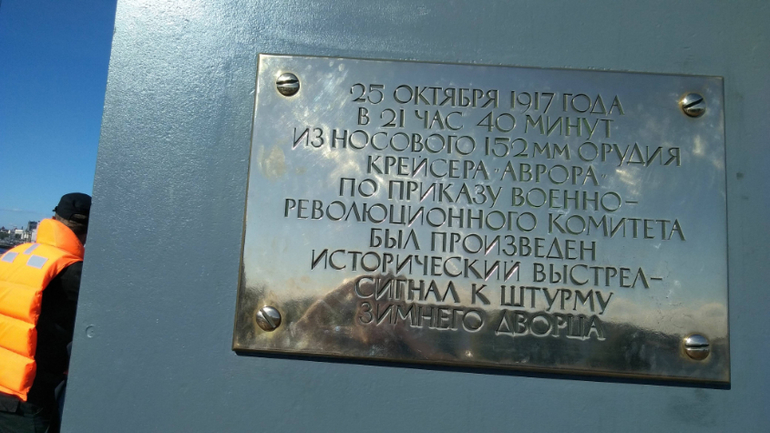 25 ОКТЯБРЯ 1917 ГОДА
В 21 ЧАС 40 МИНУТ
ИЗ НОСОВОГО 152 ММ ОРУДИЯ
КРЕЙСЕРА "АВРОРА"
ПО ПРИКАЗУ ВОЕННО-
РЕВОЛЮЦИОННОГО КОМИТЕТА
БЫЛ ПРОИЗВЕДЕН
ИСТОРИЧЕСКИЙ ВЫСТРЕЛ-
СИГНАЛ К ШТУРМУ
ЗИМНЕГО ДВОРЦА